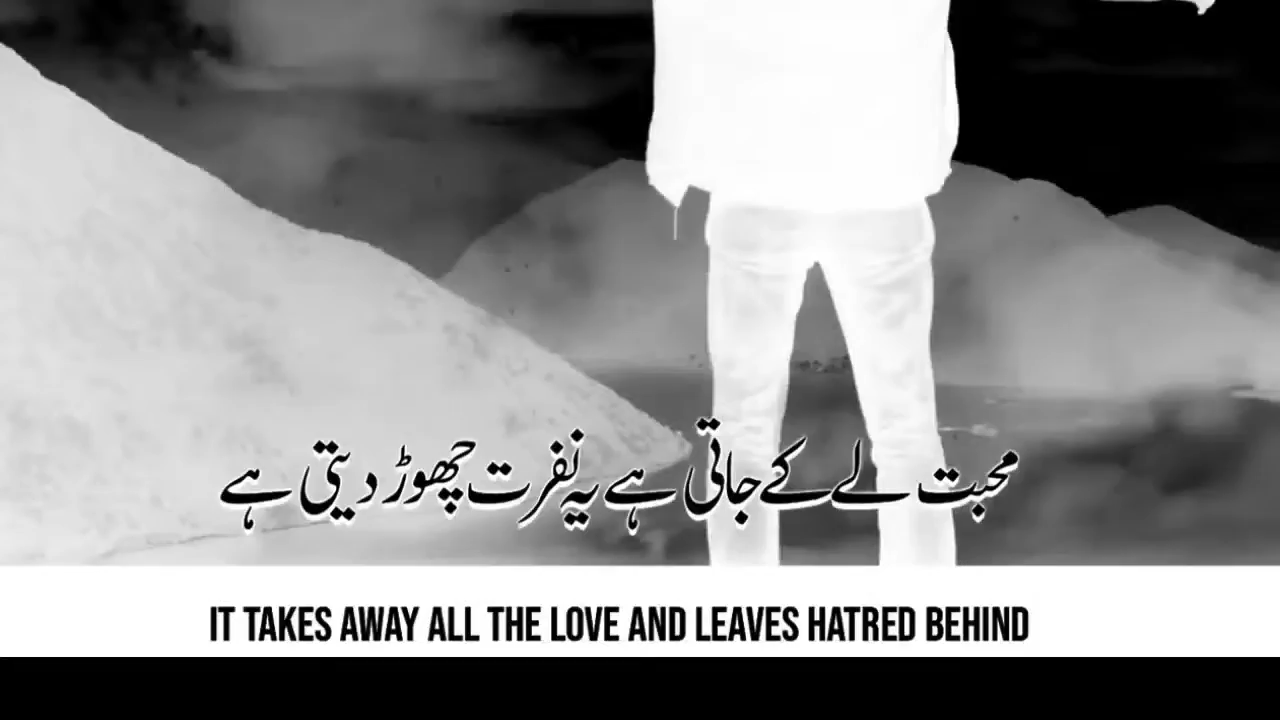 محبت لے کے جاتی ہے یہ نفرت چھوڑ دیتی ہے
IT TAKES AWAY ALL THE LOVE AND LEAVES HATRED BEHIND